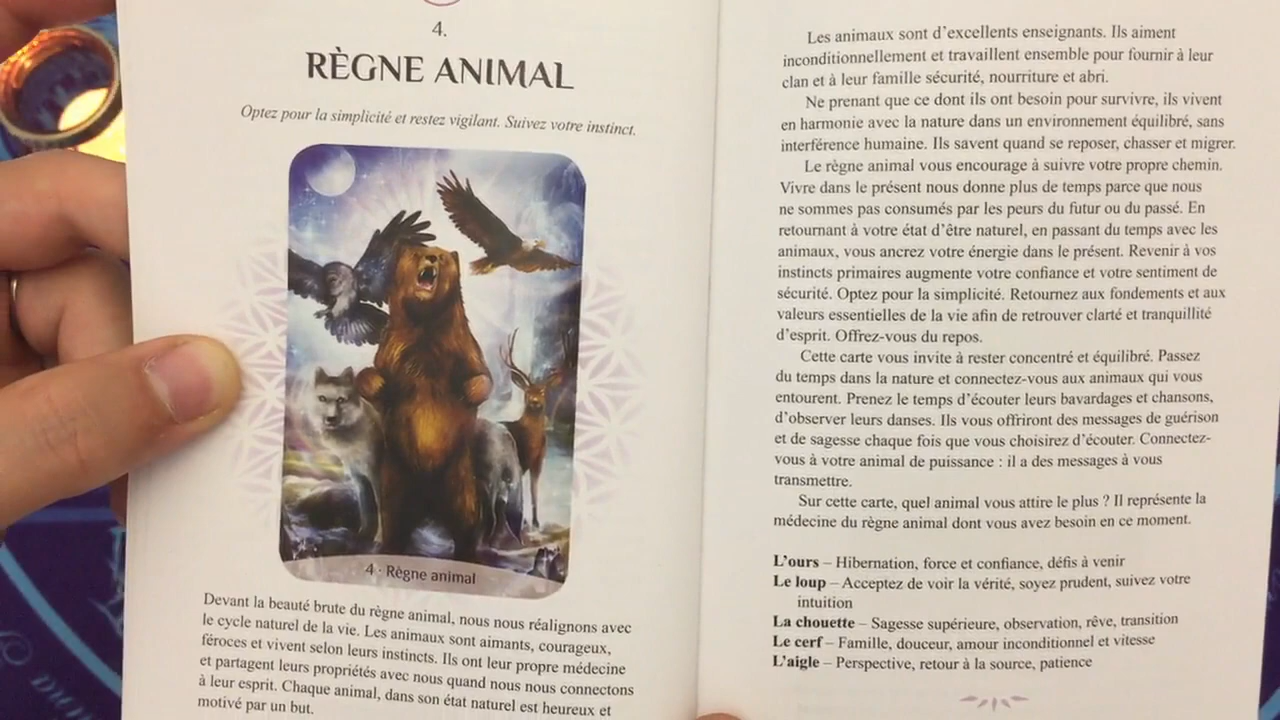 4.
RÈGNE ANIMAL
Optez pour la simplicité et restez vigilant. Suivez votre instinct.
4 · Règne animal
Devant la beauté brute du règne animal, nous nous réalignons avec
le cycle naturel de la vie. Les animaux sont aimants, courageux,
féroces et vivent selon leurs instincts. Ils ont leur propre médecine
et partagent leurs propriétés avec nous quand nous nous connectons
à leur esprit. Chaque animal, dans son état naturel est heureux et
motivé par un but.
Les animaux sont d'excellents enseignants. Ils aiment
inconditionnellement et travaillent ensemble pour fournir à leur
clan et à leur famille sécurité, nourriture et abri.
Ne prenant que ce dont ils ont besoin pour survivre, ils vivent
en harmonie avec la nature dans un environnement équilibré, sans
interférence humaine. Ils savent quand se reposer, chasser et migrer.
Le règne animal vous encourage à suivre votre propre chemin.
Vivre dans le présent nous donne plus de temps parce que nous
ne sommes pas consumés par les peurs du futur ou du passé. En
retournant à votre état d'être naturel, en passant du temps avec les
animaux, vous ancrez votre énergie dans le présent. Revenir à vos
instincts primaires augmente votre confiance et votre sentiment de
sécurité. Optez pour la simplicité. Retournez aux fondements et aux
valeurs essentielles de la vie afin de retrouver clarté et tranquillité
d'esprit. Offrez-vous du repos.
Cette carte vous invite à rester concentré et équilibré. Passez
du temps dans la nature et connectez-vous aux animaux qui vous
entourent. Prenez le temps d'écouter leurs bavardages et chansons,
d'observer leurs danses. Ils vous offriront des messages de guérison
et de sagesse chaque fois que vous choisirez d'écouter. Connectez-
vous à votre animal de puissance : il a des messages à vous
transmettre.
Sur cette carte, quel animal vous attire le plus ? Il représente la
médecine du règne animal dont vous avez besoin en ce moment.
L'ours – Hibernation, force et confiance, défis à venir
Le loup – Acceptez de voir la vérité, soyez prudent, suivez votre
intuition
La chouette – Sagesse supérieure, observation, rêve, transition
Le cerf – Famille, douceur, amour inconditionnel et vitesse
L'aigle – Perspective, retour à la source, patience